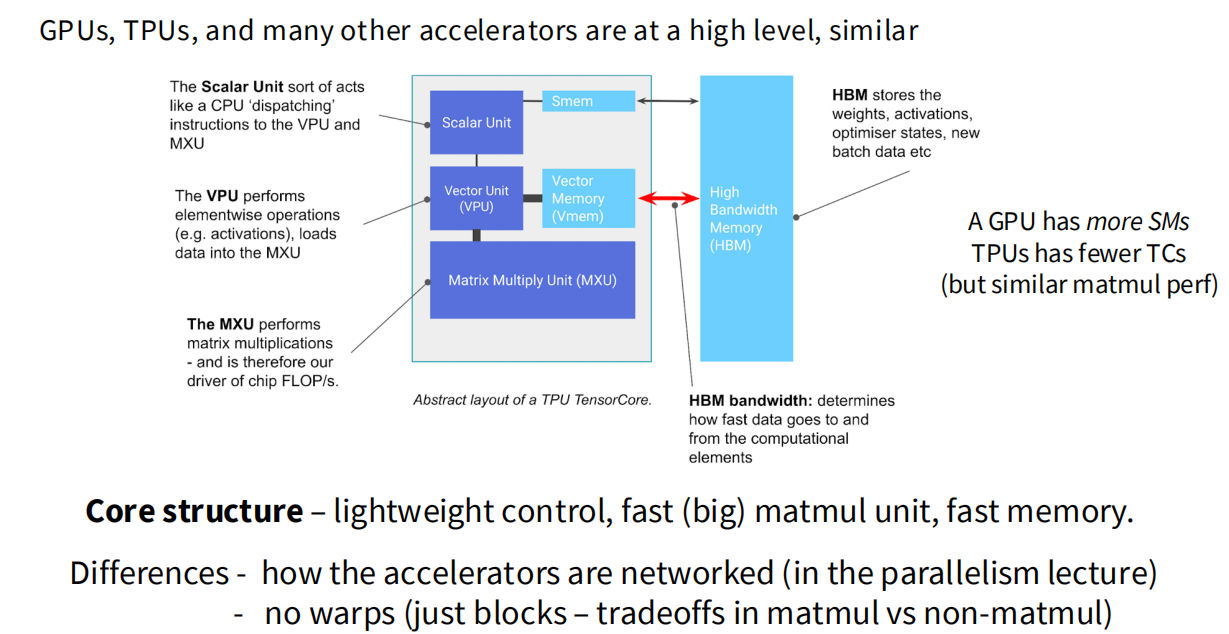 GPUs, TPUs, and many other accelerators are at a high level, similar
The Scalar Unit sort of acts
like a CPU 'dispatching'
instructions to the VPU and
MXU
The VPU performs
elementwise operations
(e.g. activations), loads
data into the MXU
The MXU performs
matrix multiplications
- and is therefore our
driver of chip FLOP/s.
Scalar Unit
Smem
Vector Unit
(VPU)
Vector
Memory
(Vmem)
Matrix Multiply Unit (MXU)
Abstract layout of a TPU TensorCore.
High
Bandwidth
Memory
(HBM)
HBM stores the
weights, activations,
optimiser states, new
batch data etc
HBM bandwidth: determines
how fast data goes to and
from the computational
elements
A GPU has more SMs
TPUs has fewer TCs
(but similar matmul perf)
Core structure – lightweight control, fast (big) matmul unit, fast memory.
Differences - how the accelerators are networked (in the parallelism lecture)
- no warps (just blocks – tradeoffs in matmul vs non-matmul)